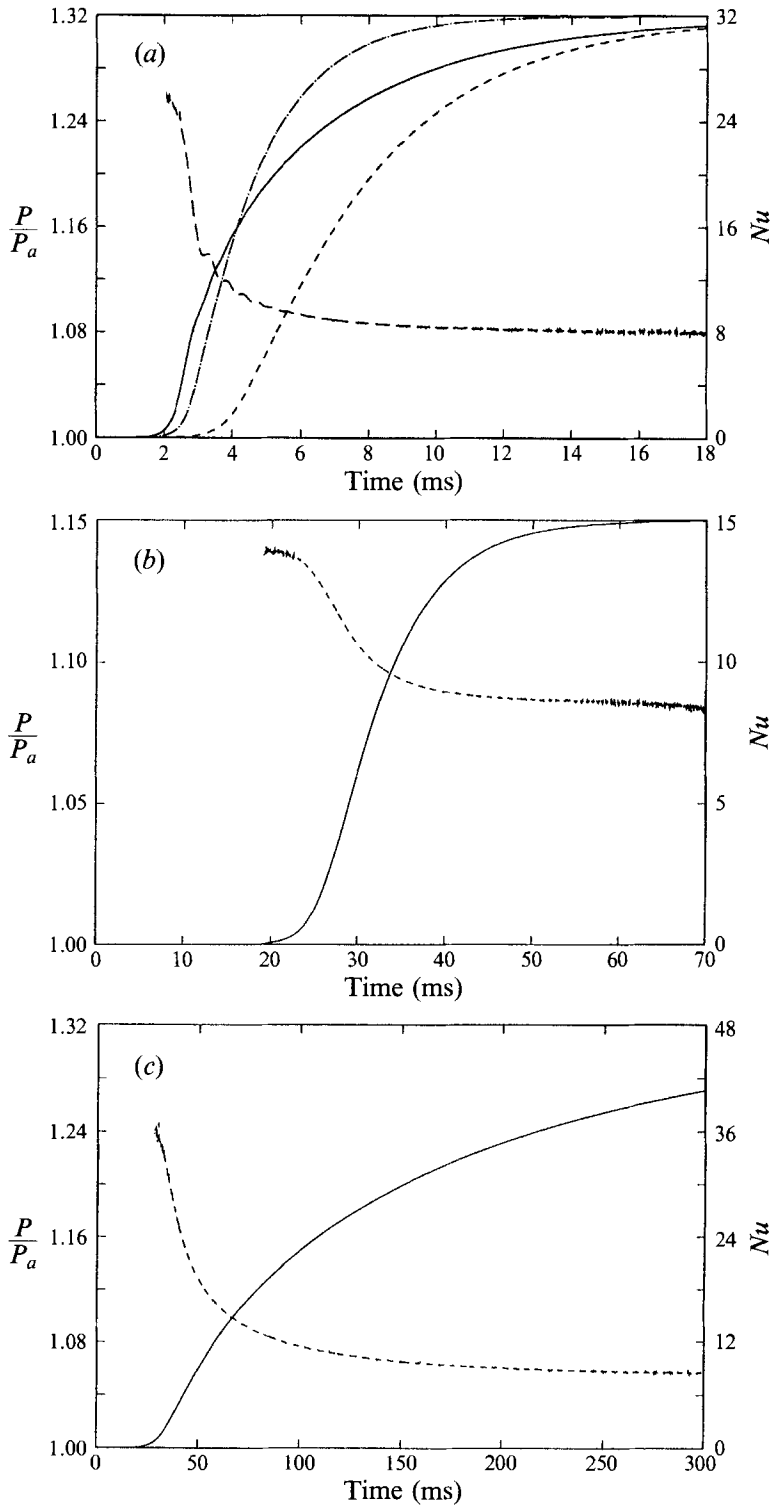 (a)
1.32
1.24
1.16
1.08
1.00
P
P_a
32
24
16
8
0
Nu
0 2 4 6 8 10 12 14 16 18
Time (ms)
(b)
1.15
1.10
1.05
1.00
P
P_a
15
10
5
0
Nu
0 10 20 30 40 50 60 70
Time (ms)
(c)
1.32
1.24
1.16
1.08
1.00
P
P_a
48
36
24
12
0
Nu
0 50 100 150 200 250 300
Time (ms)